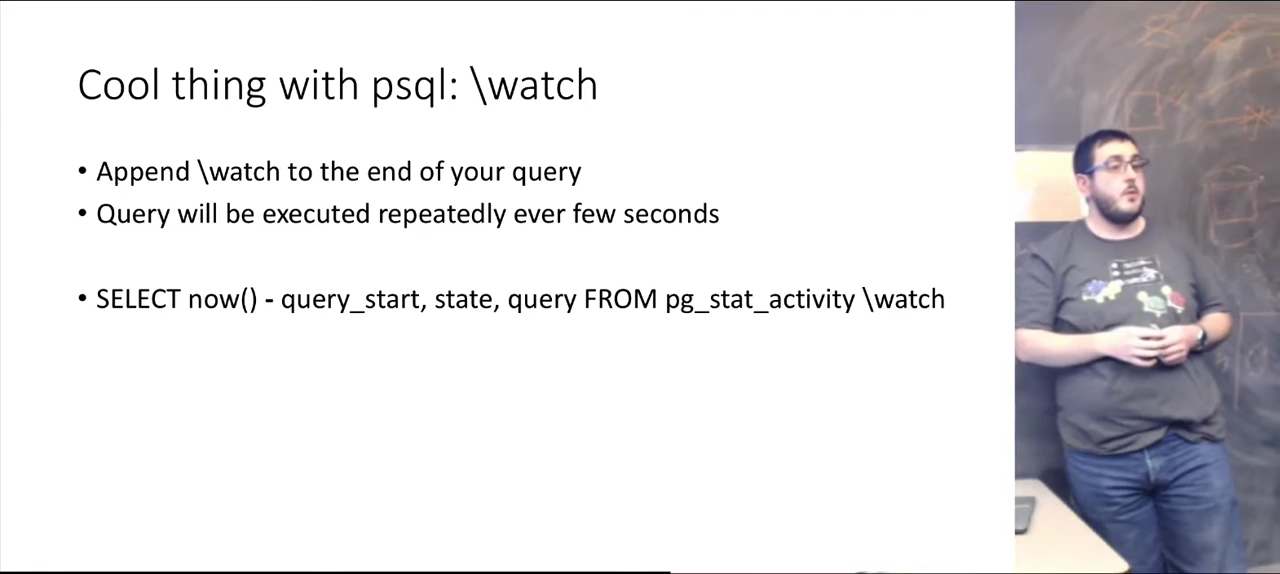 Cool thing with psql: \watch
• Append \watch to the end of your query
• Query will be executed repeatedly ever few seconds
• SELECT now() - query_start, state, query FROM pg_stat_activity \watch